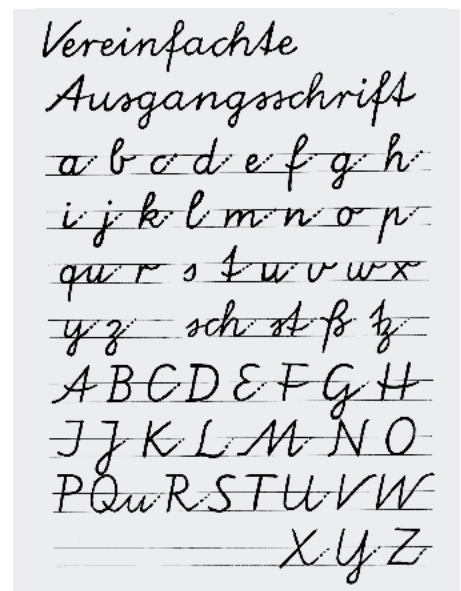 Vereinfachte
Ausgangsschrift
a b c d e f g h
i j k l m n o p
qu r s t u v w x
y z sch st ß tz
A B C D E F G H
I J K L M N O
P Qu R S T U V W
X Y Z